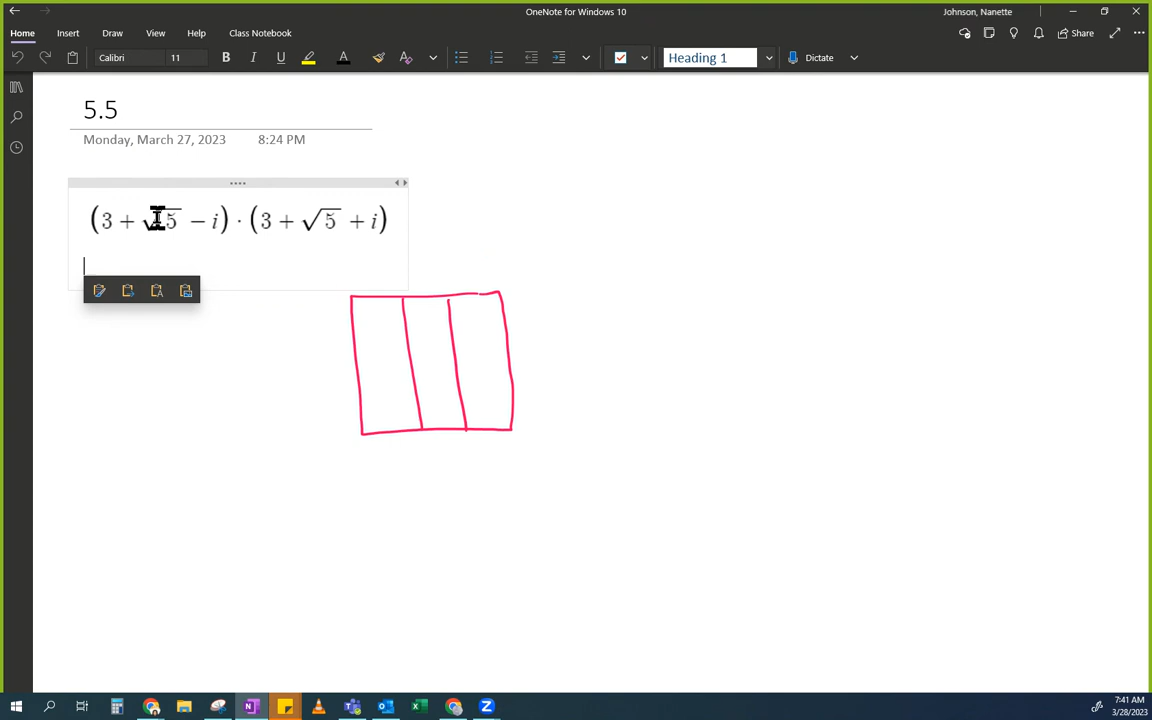 OneNote for Windows 10
Johnson, Nanette
Home Insert Draw View Help Class Notebook
Share
Calibri 11 B I U A A Heading 1 Dictate
5.5
Monday, March 27, 2023 8:24 PM
(3 + √5 − i) · (3 + √5 + i)
7:41 AM
3/28/2023